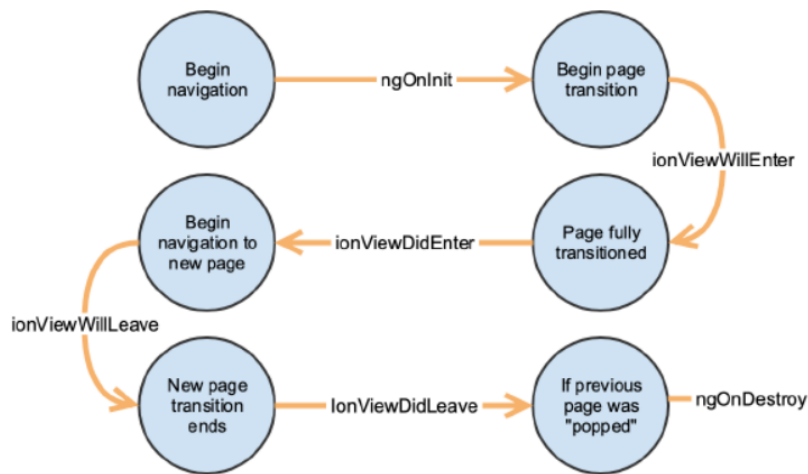 Begin
navigation
ngOnInit
Begin page
transition
ionViewWillEnter
Page fully
transitioned
ionViewDidEnter
Begin
navigation to
new page
ionViewWillLeave
New page
transition
ends
IonViewDidLeave
If previous
page was
"popped"
ngOnDestroy